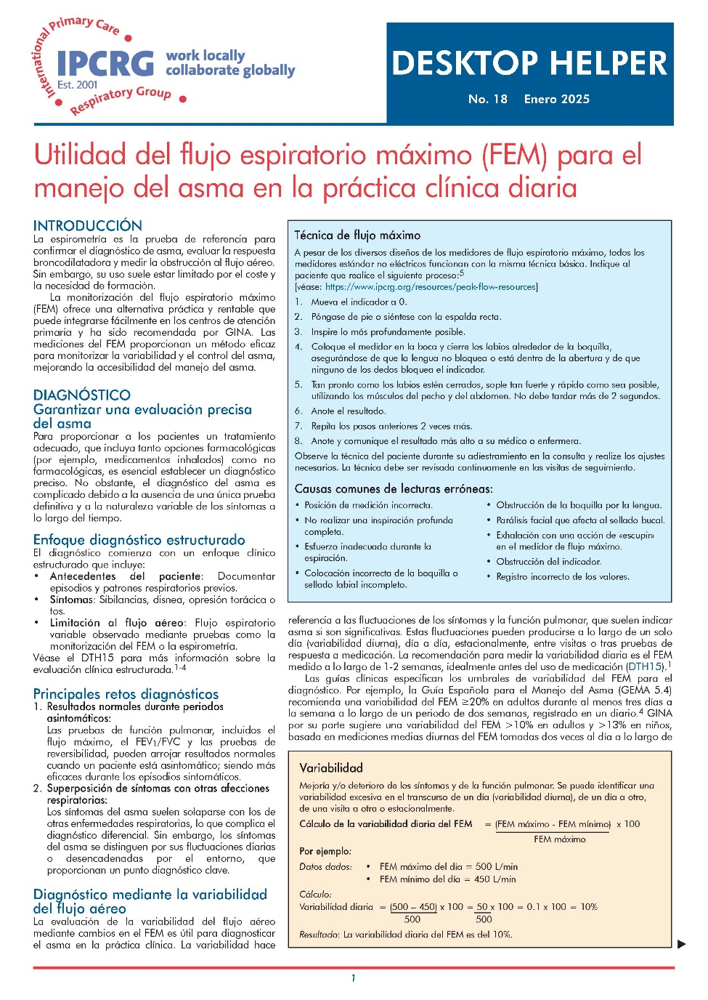 International Primary Care
IPCRG
Est. 2001
Respiratory Group
work locally
collaborate globally
DESKTOP HELPER
No. 18 Enero 2025
Utilidad del flujo espiratorio máximo (FEM) para el
manejo del asma en la práctica clínica diaria
INTRODUCCIÓN
La espirometría es la prueba de referencia para
confirmar el diagnóstico de asma, evaluar la respuesta
broncodilatadora y medir la obstrucción al flujo aéreo.
Sin embargo, su uso suele estar limitado por el coste y
la necesidad de formación.
La monitorización del flujo espiratorio máximo
(FEM) ofrece una alternativa práctica y rentable que
puede integrarse fácilmente en los centros de atención
primaria y ha sido recomendada por GINA. Las
mediciones del FEM proporcionan un método eficaz
para monitorizar la variabilidad y el control del asma,
mejorando la accesibilidad del manejo del asma.
DIAGNÓSTICO
Garantizar una evaluación precisa
del asma
Para proporcionar a los pacientes un tratamiento
adecuado, que incluya tanto opciones farmacológicas
(por ejemplo, medicamentos inhalados) como no
farmacológicas, es esencial establecer un diagnóstico
preciso. No obstante, el diagnóstico del asma es
complicado debido a la ausencia de una única prueba
definitiva y a la naturaleza variable de los síntomas a
lo largo del tiempo.
Enfoque diagnóstico estructurado
El diagnóstico comienza con un enfoque clínico
estructurado que incluye:
• Antecedentes del paciente: Documentar
episodios y patrones respiratorios previos.
• Síntomas: Sibilancias, disnea, opresión torácica o
tos.
• Limitación al flujo aéreo: Flujo espiratorio
variable observado mediante pruebas como la
monitorización del FEM o la espirometría.
Véase el DTH15 para más información sobre la
evaluación clínica estructurada.1-4
Principales retos diagnósticos
1. Resultados normales durante periodos
asintomáticos:
Las pruebas de función pulmonar, incluidos el
flujo máximo, el FEV1/FVC y las pruebas de
reversibilidad, pueden arrojar resultados normales
cuando un paciente está asintomático; siendo más
eficaces durante los episodios sintomáticos.
2. Superposición de síntomas con otras afecciones
respiratorias:
Los síntomas del asma suelen solaparse con los de
otras enfermedades respiratorias, lo que complica el
diagnóstico diferencial. Sin embargo, los síntomas
del asma se distinguen por sus fluctuaciones diarias
o desencadenadas por el entorno, que
proporcionan un punto diagnóstico clave.
Diagnóstico mediante la variabilidad
del flujo aéreo
La evaluación de la variabilidad del flujo aéreo
mediante cambios en el FEM es útil para diagnosticar
el asma en la práctica clínica. La variabilidad hace
Técnica de flujo máximo
A pesar de los diversos diseños de los medidores de flujo espiratorio máximo, todos los
medidores estándar no eléctricos funcionan con la misma técnica básica. Indique al
paciente que realice el siguiente proceso:5
[véase: https://www.ipcrg.org/resources/peak-flow-resources]
1. Mueva el indicador a 0.
2. Póngase de pie o siéntese con la espalda recta.
3. Inspire lo más profundamente posible.
4. Coloque el medidor en la boca y cierre los labios alrededor de la boquilla,
asegurándose de que la lengua no bloquea o está dentro de la abertura y de que
ninguno de los dedos bloquea el indicador.
5. Tan pronto como los labios estén cerrados, sople tan fuerte y rápido como sea posible,
utilizando los músculos del pecho y del abdomen. No debe tardar más de 2 segundos.
6. Anote el resultado.
7. Repita los pasos anteriores 2 veces más.
8. Anote y comunique el resultado más alto a su médico o enfermera.
Observe la técnica del paciente durante su adiestramiento en la consulta y realize los ajustes
necesarios. La técnica debe ser revisada continuamente en las visitas de seguimiento.
Causas comunes de lecturas erróneas:
• Posición de medición incorrecta.
• No realizar una inspiración profunda
completa.
• Esfuerzo inadecuado durante la
espiración.
• Colocación incorrecta de la boquilla o
sellado labial incompleto.
• Obstrucción de la boquilla por la lengua.
• Parálisis facial que afecta al sellado bucal.
• Exhalación con una acción de «escupir»
en el medidor de flujo máximo.
• Obstrucción del indicador.
• Registro incorrecto de los valores.
referencia a las fluctuaciones de los síntomas y la función pulmonar, que suelen indicar
asma si son significativas. Estas fluctuaciones pueden producirse a lo largo de un solo
día (variabilidad diurna), día a día, estacionalmente, entre visitas o tras pruebas de
respuesta a medicación. La recomendación para medir la variabilidad diaria es el FEM
medido a lo largo de 1-2 semanas, idealmente antes del uso de medicación (DTH15).1
Las guías clínicas especifican los umbrales de variabilidad del FEM para el
diagnóstico. Por ejemplo, la Guía Española para el Manejo del Asma (GEMA 5.4)
recomienda una variabilidad del FEM ≥20% en adultos durante al menos tres días a
la semana a lo largo de un periodo de dos semanas, registrado en un diario.4 GINA
por su parte sugiere una variabilidad del FEM >10% en adultos y >13% en niños,
basada en mediciones medias diurnas del FEM tomadas dos veces al día a lo largo de
Variabilidad
Mejoría y/o deterioro de los síntomas y de la función pulmonar. Se puede identificar una
variabilidad excesiva en el transcurso de un día (variabilidad diurna), de un día a otro,
de una visita a otra o estacionalmente.
Cálculo de la variabilidad diaria del FEM = (FEM máximo - FEM mínimo) x 100
FEM máximo
Por ejemplo:
Datos dados: • FEM máximo del día = 500 L/min
• FEM mínimo del día = 450 L/min
Cálculo:
Variabilidad diaria = (500 – 450) x 100 = 50 x 100 = 0.1 x 100 = 10%
500 500
Resultado: La variabilidad diaria del FEM es del 10%.
1